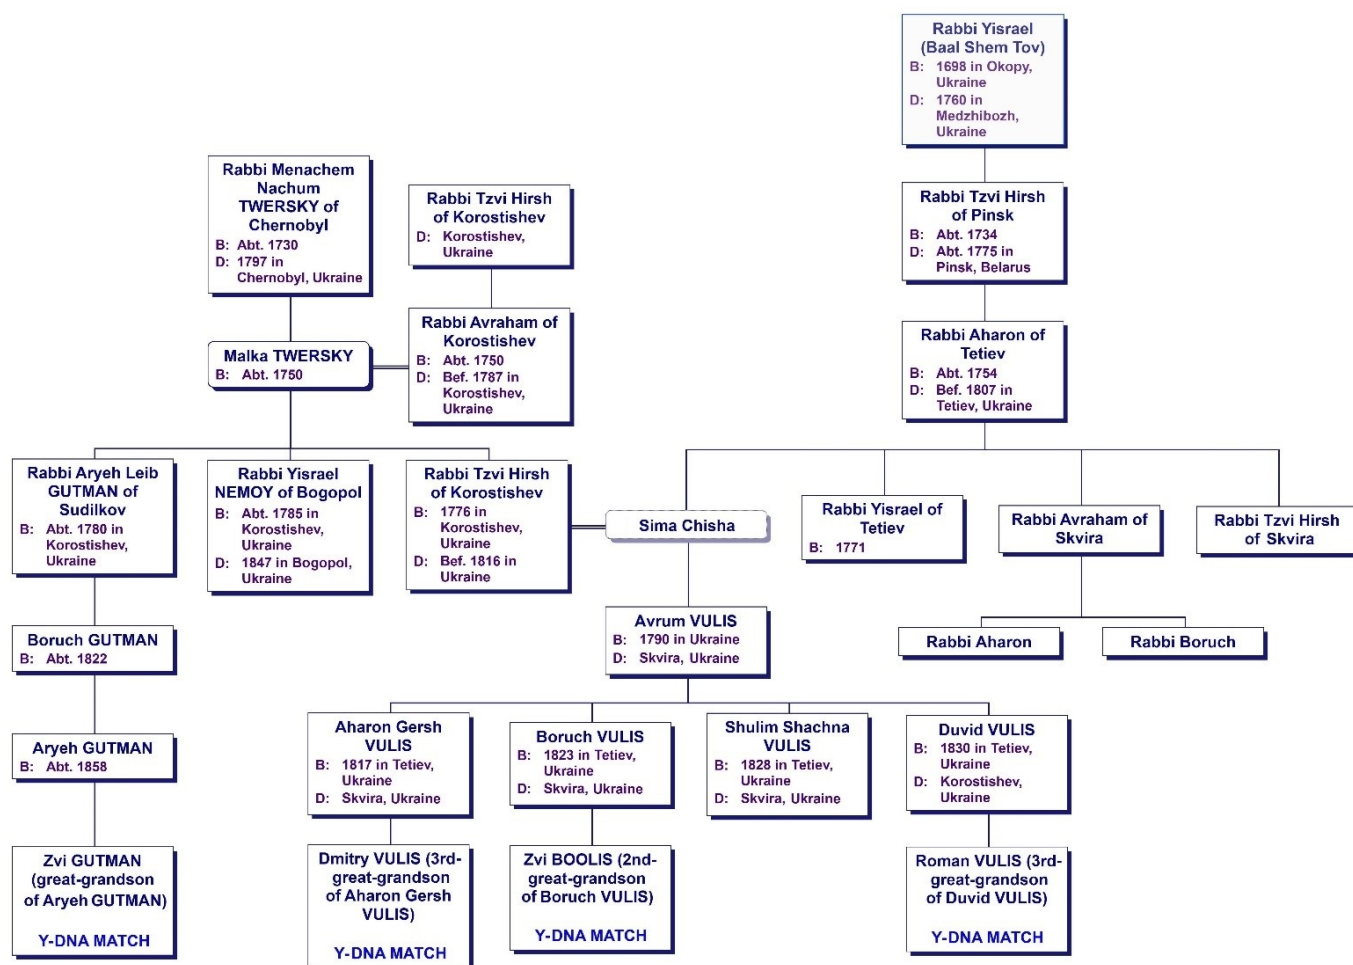 Rabbi Yisrael
(Baal Shem Tov)
B: 1698 in Okopy,
Ukraine
D: 1760 in
Medzhibozh,
Ukraine
Rabbi Menachem
Nachum
TWERSKY of
Chernobyl
B: Abt. 1730
D: 1797 in
Chernobyl, Ukraine
Rabbi Tzvi Hirsh
of Korostishev
D: Korostishev,
Ukraine
Rabbi Tzvi Hirsh
of Pinsk
B: Abt. 1734
D: Abt. 1775 in
Pinsk, Belarus
Malka TWERSKY
B: Abt. 1750
Rabbi Avraham of
Korostishev
B: Abt. 1750
D: Bef. 1787 in
Korostishev,
Ukraine
Rabbi Aharon of
Tetiev
B: Abt. 1754
D: Bef. 1807 in
Tetiev, Ukraine
Rabbi Aryeh Leib
GUTMAN of
Sudilkov
B: Abt. 1780 in
Korostishev,
Ukraine
Rabbi Yisrael
NEMOY of Bogopol
B: Abt. 1785 in
Korostishev,
Ukraine
D: 1847 in Bogopol,
Ukraine
Rabbi Tzvi Hirsh
of Korostishev
B: 1776 in
Korostishev,
Ukraine
D: Bef. 1816 in
Ukraine
Sima Chisha
Rabbi Yisrael of
Tetiev
B: 1771
Rabbi Avraham of
Skvira
Rabbi Tzvi Hirsh
of Skvira
Boruch GUTMAN
B: Abt. 1822
Avrum VULIS
B: 1790 in Ukraine
D: Skvira, Ukraine
Rabbi Aharon
Rabbi Boruch
Aryeh GUTMAN
B: Abt. 1858
Aharon Gersh
VULIS
B: 1817 in Tetiev,
Ukraine
D: Skvira, Ukraine
Boruch VULIS
B: 1823 in Tetiev,
Ukraine
D: Skvira, Ukraine
Shulim Shachna
VULIS
B: 1828 in Tetiev,
Ukraine
D: Skvira, Ukraine
Duvid VULIS
B: 1830 in Tetiev,
Ukraine
D: Korostishev,
Ukraine
Zvi GUTMAN
(great-grandson
of Aryeh GUTMAN)
Y-DNA MATCH
Dmitry VULIS (3rd-
great-grandson
of Aharon Gersh
VULIS)
Y-DNA MATCH
Zvi BOOLIS (2nd-
great-grandson
of Boruch VULIS)
Y-DNA MATCH
Roman VULIS (3rd-
great-grandson
of Duvid VULIS)
Y-DNA MATCH